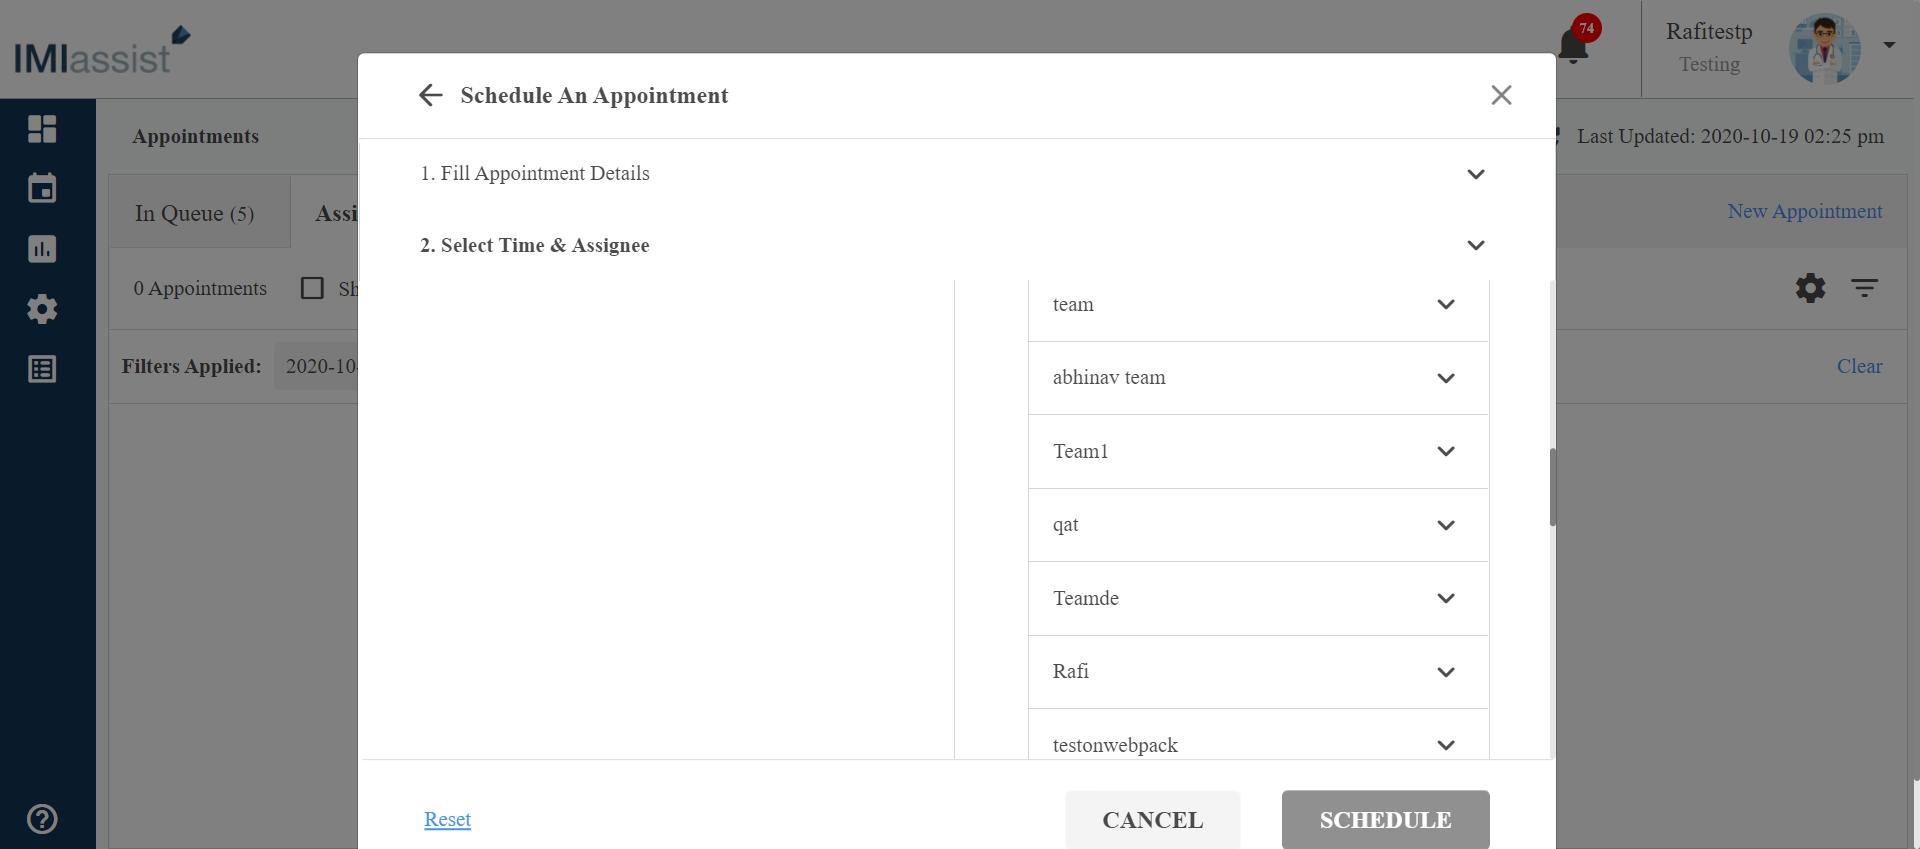 IMIassist
74
Rafitestp
Testing
Schedule An Appointment
Appointments
Last Updated: 2020-10-19 02:25 pm
1. Fill Appointment Details
In Queue (5)
Assi
New Appointment
2. Select Time & Assignee
0 Appointments
Sh
team
Filters Applied:
2020-10-
Clear
abhinav team
Team1
qat
Teamde
Rafi
testonwebpack
Reset
CANCEL
SCHEDULE